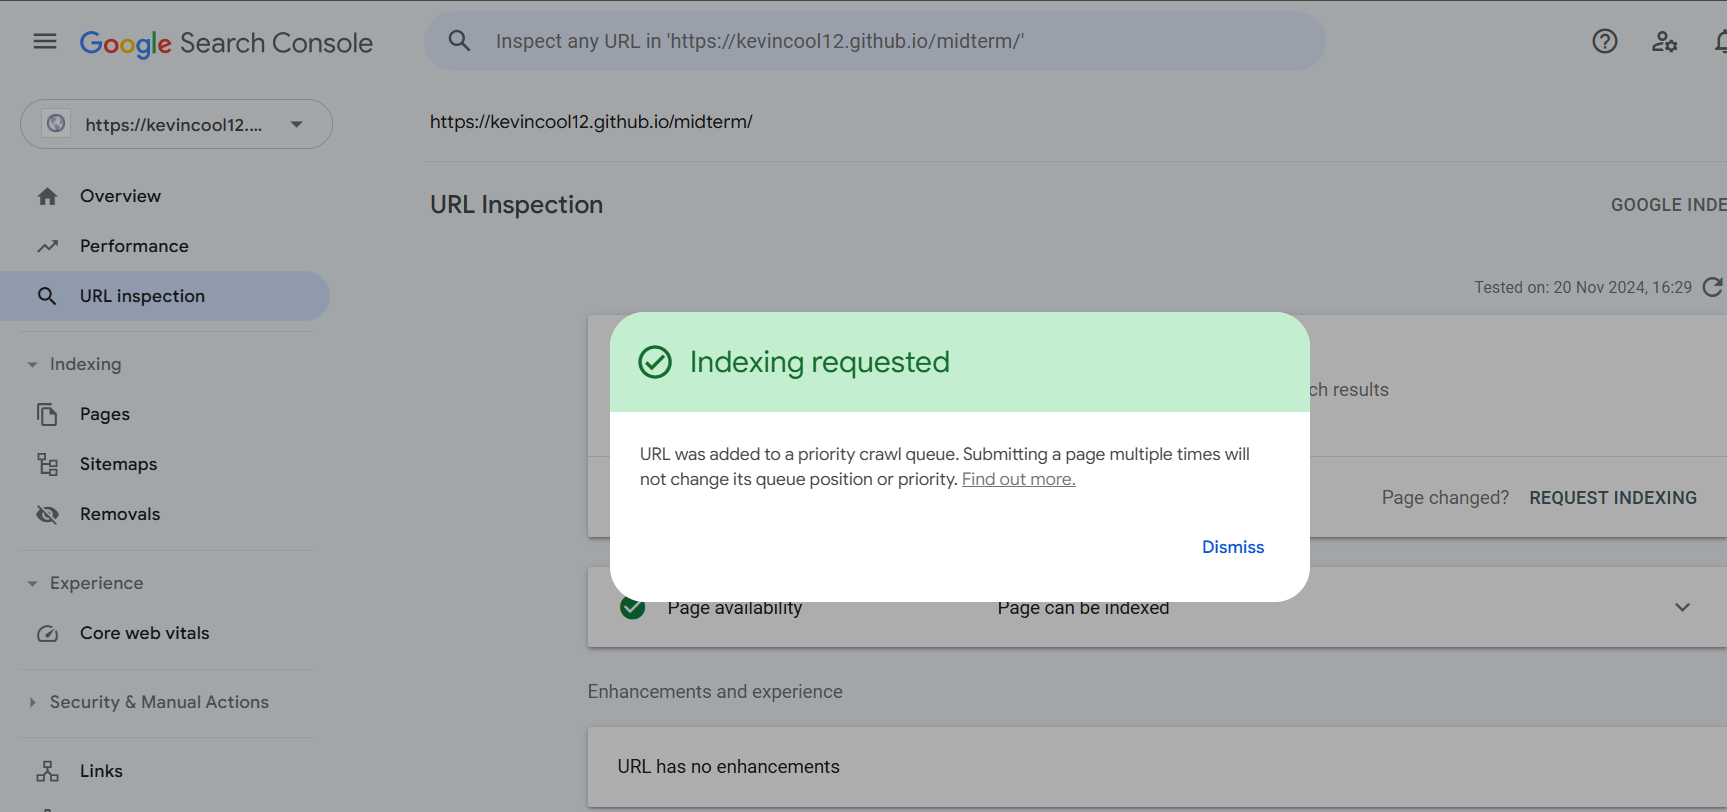 Google Search Console
Inspect any URL in 'https://kevincool12.github.io/midterm/'
https://kevincool12....
https://kevincool12.github.io/midterm/
Overview
Performance
URL inspection
Indexing
Pages
Sitemaps
Removals
Experience
Core web vitals
Security & Manual Actions
Links
URL Inspection
GOOGLE INDE
Tested on: 20 Nov 2024, 16:29
ch results
Indexing requested
URL was added to a priority crawl queue. Submitting a page multiple times will
not change its queue position or priority. Find out more.
Dismiss
Page changed? REQUEST INDEXING
Page availability Page can be indexed
Enhancements and experience
URL has no enhancements